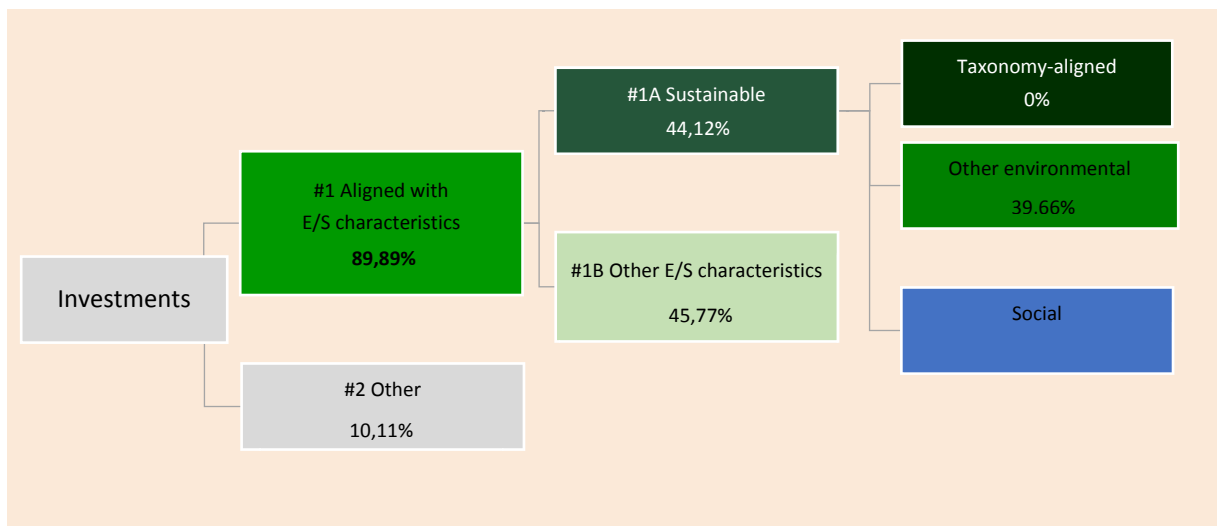 Investments
#1 Aligned with
E/S characteristics
89,89%
#2 Other
10,11%
#1A Sustainable
44,12%
#1B Other E/S characteristics
45,77%
Taxonomy-aligned
0%
Other environmental
39.66%
Social